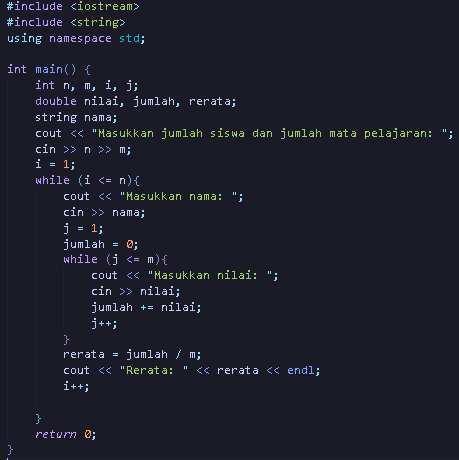 #include <iostream>
#include <string>
using namespace std;

int main() {
    int n, m, i, j;
    double nilai, jumlah, rerata;
    string nama;
    cout << "Masukkan jumlah siswa dan jumlah mata pelajaran: ";
    cin >> n >> m;
    i = 1;
    while (i <= n){
        cout << "Masukkan nama: ";
        cin >> nama;
        j = 1;
        jumlah = 0;
        while (j <= m){
            cout << "Masukkan nilai: ";
            cin >> nilai;
            jumlah += nilai;
            j++;
        }
        rerata = jumlah / m;
        cout << "Rerata: " << rerata << endl;
        i++;

    }
    return 0;
}